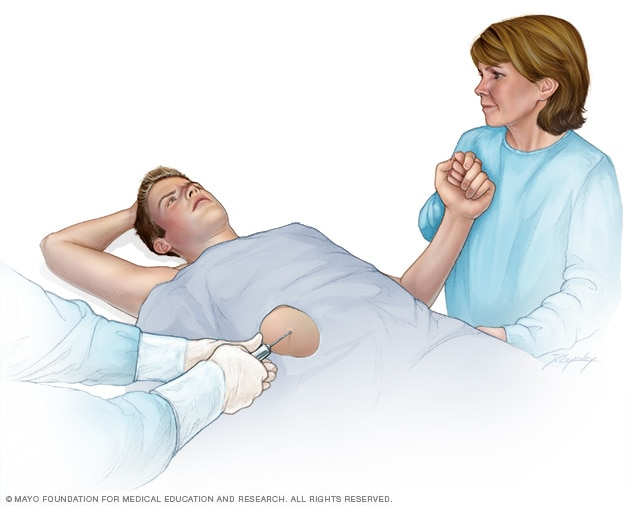 © MAYO FOUNDATION FOR MEDICAL EDUCATION AND RESEARCH. ALL RIGHTS RESERVED.